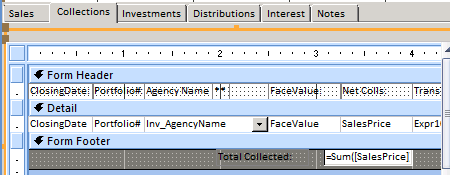 Sales Collections Investments Distributions Interest Notes
1 2 3 4
Form Header
ClosingDate: Portfolio#: Agency Name ** FaceValue: Net Colls: Trans
Detail
ClosingDate Portfolio# Inv_AgencyName FaceValue SalesPrice Expr10
Form Footer
Total Collected: =Sum([SalesPrice]